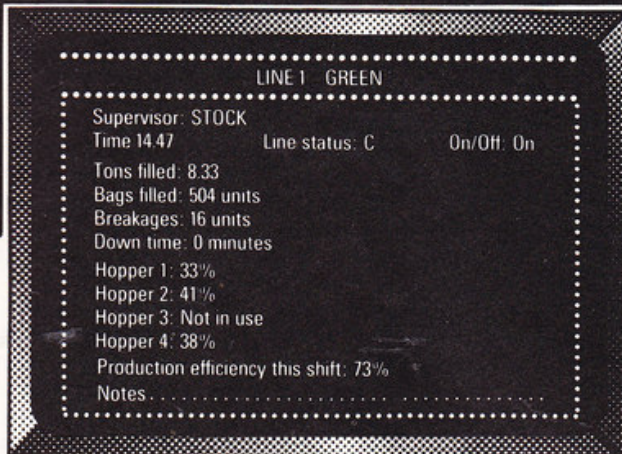 LINE 1 GREEN
Supervisor: STOCK
Time 14.47 Line status: C On/Off: On
Tons filled: 8.33
Bags filled: 504 units
Breakages: 16 units
Down time: 0 minutes
Hopper 1: 33%
Hopper 2: 41%
Hopper 3: Not in use
Hopper 4: 38%
Production efficiency this shift: 73%
Notes